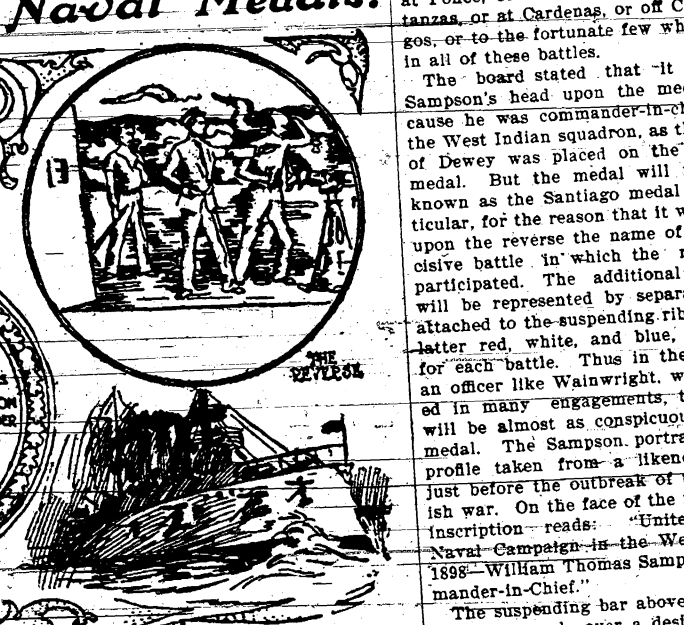 Naval Medals.
THE
REVERSE
ON
tanzas, or at Cardenas, or off C
gos, or to the fortunate few wh
in all of these battles.
The board stated that it
Sampson's head upon the me
cause he was commander-in-c
the West Indian squadron, as t
of Dewey was placed on the
medal. But the medal will
known as the Santiago medal
ticular, for the reason that it w
upon the reverse the name of
cisive battle in which the
participated. The additional
will be represented by separ
attached to the suspending rib
latter red, white, and blue,
for each battle. Thus in the
an officer like Wainwright, w
ed in many engagements, t
will be almost as conspicuou
medal. The Sampson portra
profile taken from a liken
just before the outbreak of
ish war. On the face of the
inscription reads: "Unite
Naval Campaign in the We
1898—William Thomas Samp
mander-in-Chief."
The suspending bar above